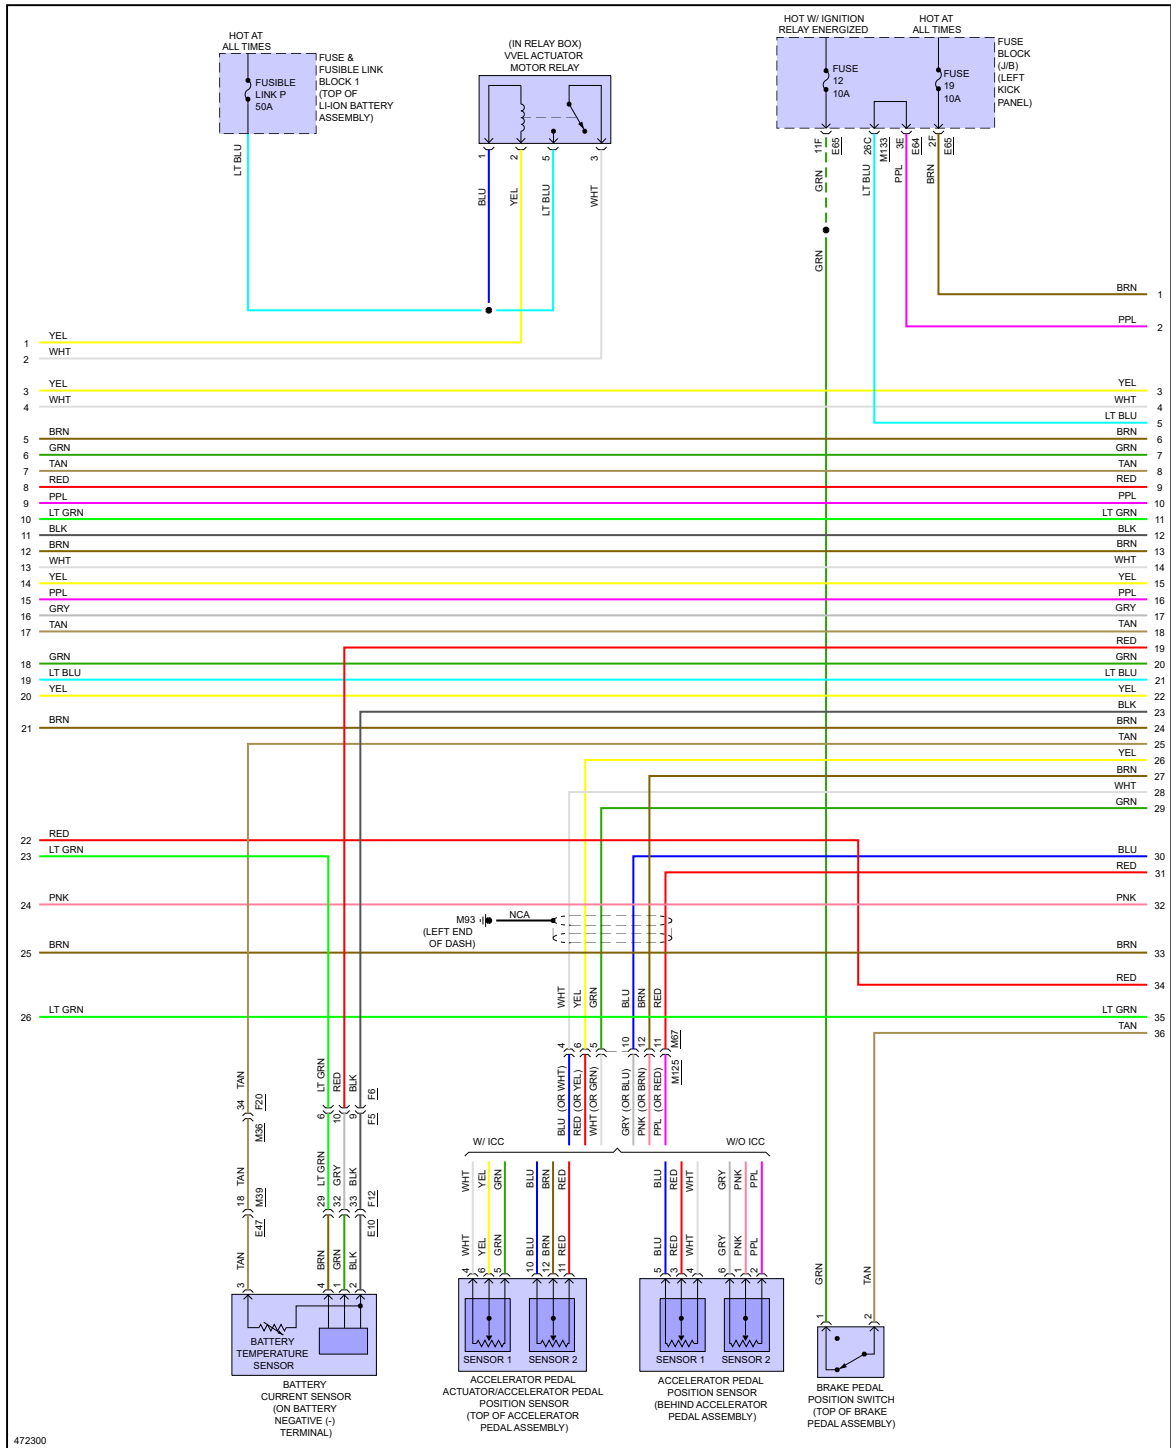 HOT AT
ALL TIMES
FUSIBLE
LINK P
50A
FUSE &
FUSIBLE LINK
BLOCK 1
(TOP OF
LI-ION BATTERY
ASSEMBLY)
(IN RELAY BOX)
VVEL ACTUATOR
MOTOR RELAY
HOT W/ IGNITION
RELAY ENERGIZED
HOT AT
ALL TIMES
FUSE
12
10A
FUSE
19
10A
FUSE
BLOCK
(J/B)
(LEFT
KICK
PANEL)
1
2
5
3
11F
E65
26C
M133
3E
E64
2F
E65
LT BLU
BLU
YEL
LT BLU
WHT
GRN
LT BLU
PPL
BRN
GRN
BRN 1
PPL 2
1 YEL
2 WHT
3 YEL YEL 3
4 WHT WHT 4
LT BLU 5
5 BRN BRN 6
6 GRN GRN 7
7 TAN TAN 8
8 RED RED 9
9 PPL PPL 10
10 LT GRN LT GRN 11
11 BLK BLK 12
12 BRN BRN 13
13 WHT WHT 14
14 YEL YEL 15
15 PPL PPL 16
16 GRY GRY 17
17 TAN TAN 18
RED 19
18 GRN GRN 20
19 LT BLU LT BLU 21
20 YEL YEL 22
BLK 23
21 BRN BRN 24
TAN 25
YEL 26
BRN 27
WHT 28
GRN 29
22 RED
23 LT GRN BLU 30
RED 31
24 PNK PNK 32
M93 NCA
(LEFT END
OF DASH)
25 BRN BRN 33
RED 34
26 LT GRN LT GRN 35
TAN 36
WHT
YEL
GRN
BLU
BRN
RED
4
6
5
10
12
11
M67
M125
BLU (OR WHT)
RED (OR YEL)
WHT (OR GRN)
GRY (OR BLU)
PNK (OR BRN)
PPL (OR RED)
TAN
34
F20
M36
LT GRN
RED
BLK
6
10
9
F6
F5
W/ ICC
W/O ICC
TAN
18
M39
E47
LT GRN
GRY
BLK
29
32
33
F12
E10
WHT
YEL
GRN
BLU
BRN
RED
BLU
RED
WHT
GRY
PNK
PPL
TAN
BRN
GRN
BLK
WHT
YEL
GRN
BLU
BRN
RED
BLU
RED
WHT
GRY
PNK
PPL
GRN
TAN
3
4
1
2
4
6
5
10
12
11
5
3
4
6
1
2
1
2
BATTERY
TEMPERATURE
SENSOR
SENSOR 1
SENSOR 2
SENSOR 1
SENSOR 2
BATTERY
CURRENT SENSOR
(ON BATTERY
NEGATIVE (-)
TERMINAL)
ACCELERATOR PEDAL
ACTUATOR/ACCELERATOR PEDAL
POSITION SENSOR
(TOP OF ACCELERATOR
PEDAL ASSEMBLY)
ACCELERATOR PEDAL
POSITION SENSOR
(BEHIND ACCELERATOR
PEDAL ASSEMBLY)
BRAKE PEDAL
POSITION SWITCH
(TOP OF BRAKE
PEDAL ASSEMBLY)
472300